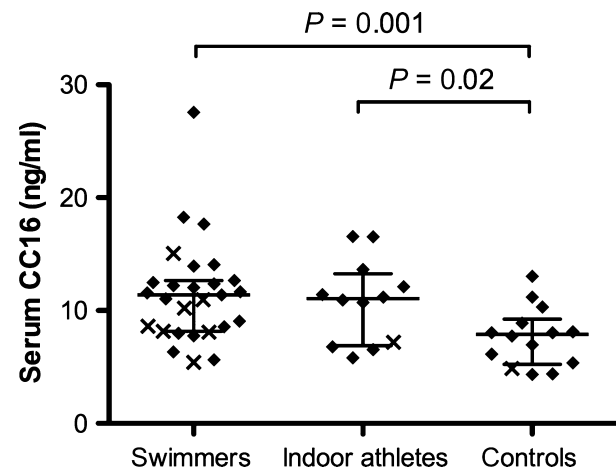 P = 0.001
P = 0.02
Serum CC16 (ng/ml)
30
20
10
0
Swimmers Indoor athletes Controls